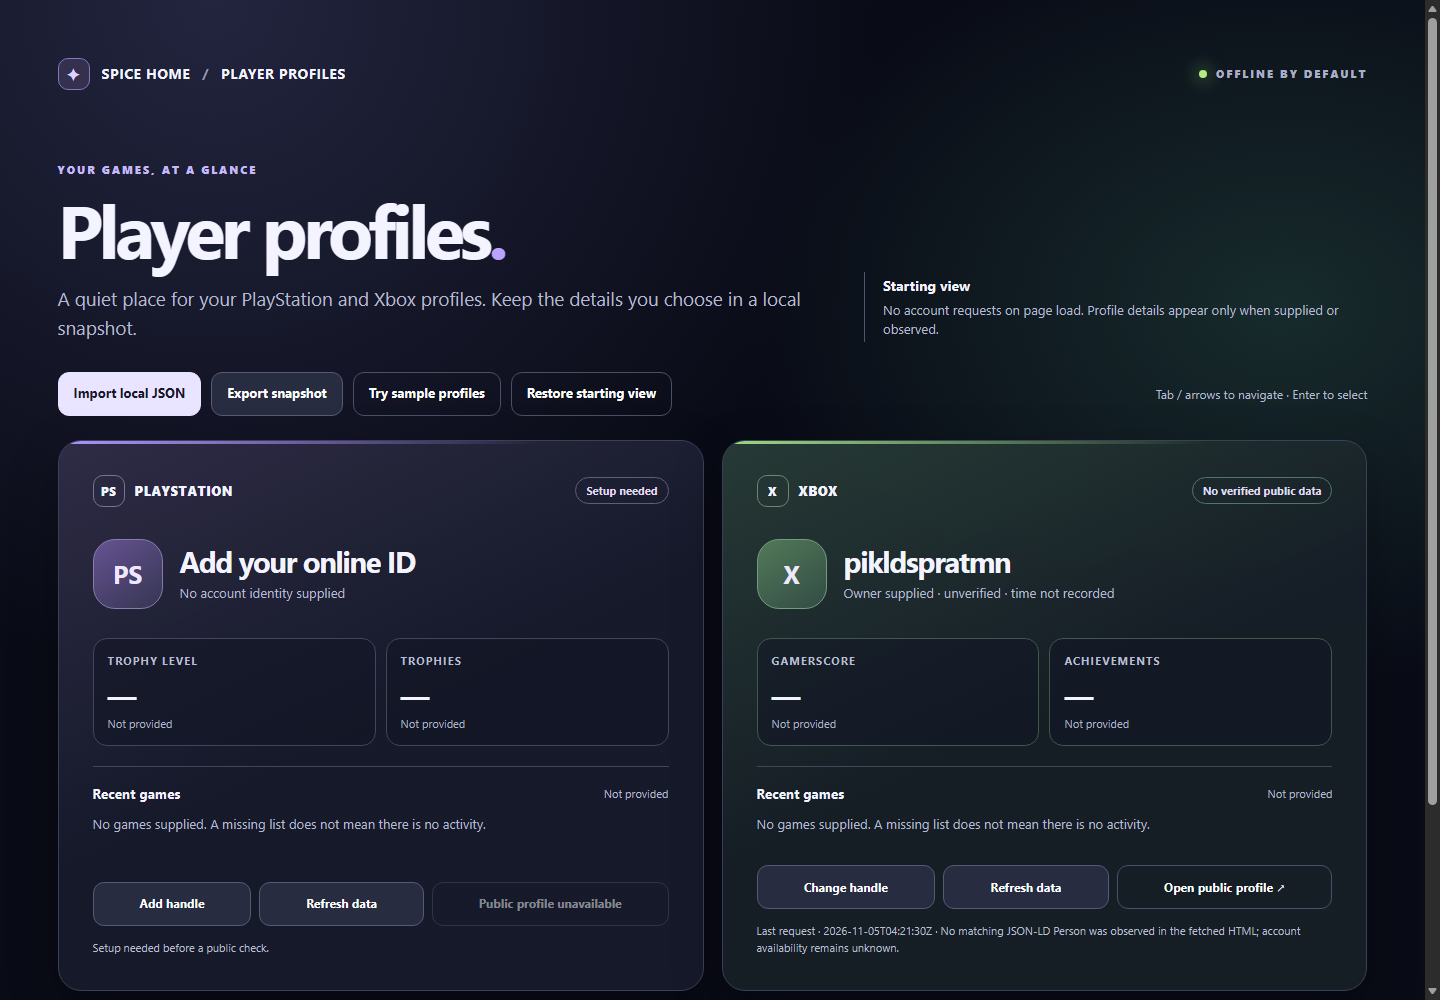 ✦ SPICE HOME / PLAYER PROFILES
OFFLINE BY DEFAULT
YOUR GAMES, AT A GLANCE
Player profiles.
A quiet place for your PlayStation and Xbox profiles. Keep the details you choose in a local
snapshot.
Starting view
No account requests on page load. Profile details appear only when supplied or
observed.
Import local JSON
Export snapshot
Try sample profiles
Restore starting view
Tab / arrows to navigate · Enter to select
PS PLAYSTATION
Setup needed
PS
Add your online ID
No account identity supplied
TROPHY LEVEL
—
Not provided
TROPHIES
—
Not provided
Recent games
Not provided
No games supplied. A missing list does not mean there is no activity.
Add handle
Refresh data
Public profile unavailable
Setup needed before a public check.
X XBOX
No verified public data
X
pikldspratmn
Owner supplied · unverified · time not recorded
GAMERSCORE
—
Not provided
ACHIEVEMENTS
—
Not provided
Recent games
Not provided
No games supplied. A missing list does not mean there is no activity.
Change handle
Refresh data
Open public profile ↗
Last request · 2026-11-05T04:21:30Z · No matching JSON-LD Person was observed in the fetched HTML; account
availability remains unknown.